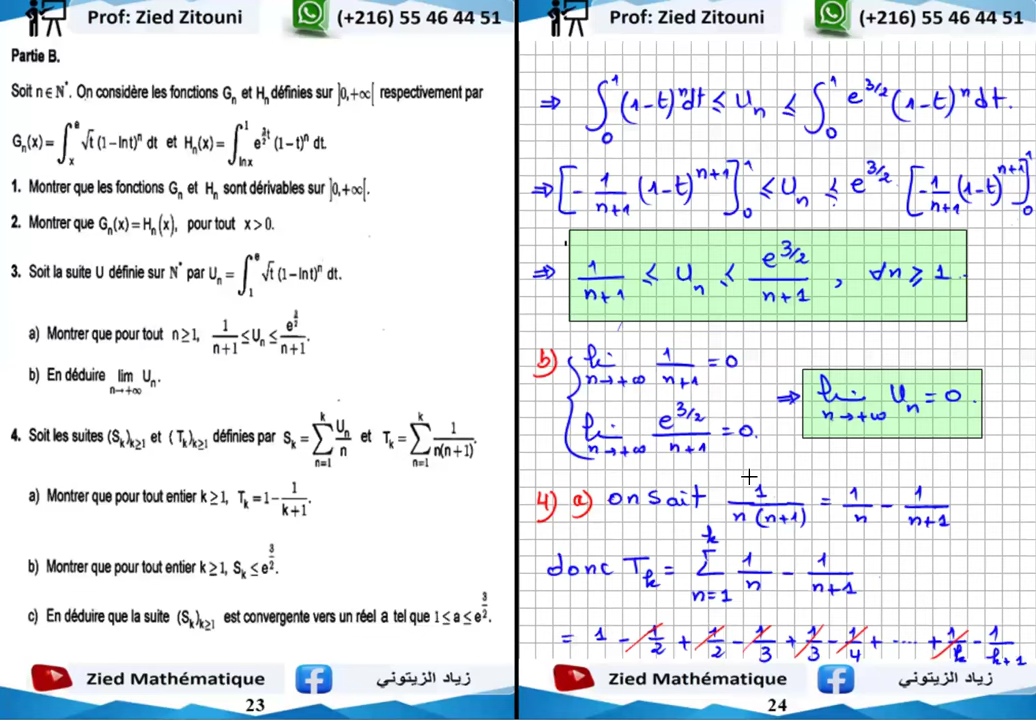 Prof: Zied Zitouni (+216) 55 46 44 51
Partie B.
Soit n ∈ N*. On considère les fonctions Gₙ et Hₙ définies sur ]0,+∞[ respectivement par
Gₙ(x) = ∫ₓᵉ √t (1 − ln t)ⁿ dt et Hₙ(x) = ∫_{lnx}^{1} e^{(3/2)t} (1 − t)ⁿ dt.
1. Montrer que les fonctions Gₙ et Hₙ sont dérivables sur ]0,+∞[.
2. Montrer que Gₙ(x) = Hₙ(x), pour tout x > 0.
3. Soit la suite U définie sur N* par Uₙ = ∫₁ᵉ √t (1 − ln t)ⁿ dt.
a) Montrer que pour tout n ≥ 1, 1/(n+1) ≤ Uₙ ≤ e^{3/2}/(n+1).
b) En déduire lim_{n→+∞} Uₙ.
4. Soit les suites (Sₖ)ₖ≥₁ et (Tₖ)ₖ≥₁ définies par Sₖ = ∑_{n=1}^{k} Uₙ/n et Tₖ = ∑_{n=1}^{k} 1/(n(n+1)).
a) Montrer que pour tout entier k ≥ 1, Tₖ = 1 − 1/(k+1).
b) Montrer que pour tout entier k ≥ 1, Sₖ ≤ e^{3/2}.
c) En déduire que la suite (Sₖ)ₖ≥₁ est convergente vers un réel a tel que 1 ≤ a ≤ e^{3/2}.
Zied Mathématique زياد الزيتوني
23
Prof: Zied Zitouni (+216) 55 46 44 51
⇒ ∫₀¹ (1−t)ⁿ dt ≤ Uₙ ≤ ∫₀¹ e^{3/2} (1−t)ⁿ dt.
⇒ [−1/(n+1) (1−t)^{n+1}]₀¹ ≤ Uₙ ≤ e^{3/2} [−1/(n+1) (1−t)^{n+1}]₀¹
⇒ 1/(n+1) ≤ Uₙ ≤ e^{3/2}/(n+1), ∀n ≥ 1.
b) { lim_{n→+∞} 1/(n+1) = 0
lim_{n→+∞} e^{3/2}/(n+1) = 0. ⇒ lim_{n→+∞} Uₙ = 0.
4) a) on sait 1/(n(n+1)) = 1/n − 1/(n+1)
donc Tₖ = ∑_{n=1}^{k} 1/n − 1/(n+1)
= 1 − 1/2 + 1/2 − 1/3 + 1/3 − 1/4 + ..... + 1/k − 1/(k+1)
Zied Mathématique زياد الزيتوني
24